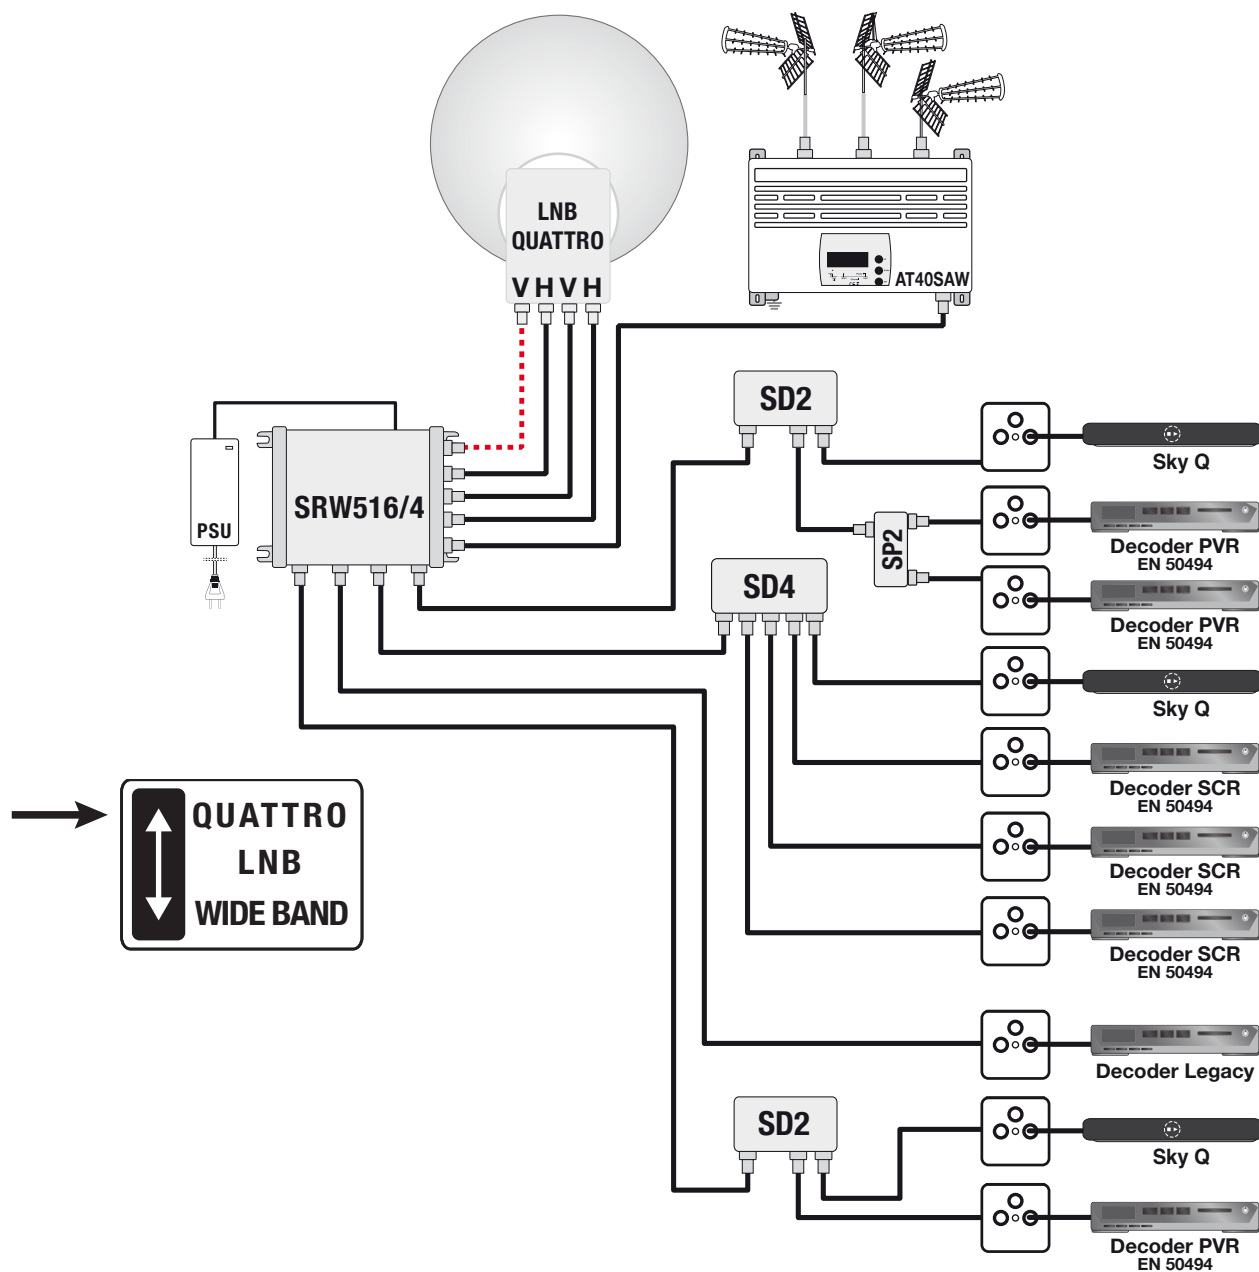 LNB
QUATTRO
V H V H
AT40SAW
SD2
Sky Q
PSU
SRW516/4
SP2
Decoder PVR
EN 50494
SD4
Decoder PVR
EN 50494
Sky Q
Decoder SCR
EN 50494
QUATTRO
LNB
WIDE BAND
Decoder SCR
EN 50494
Decoder SCR
EN 50494
Decoder Legacy
SD2
Sky Q
Decoder PVR
EN 50494